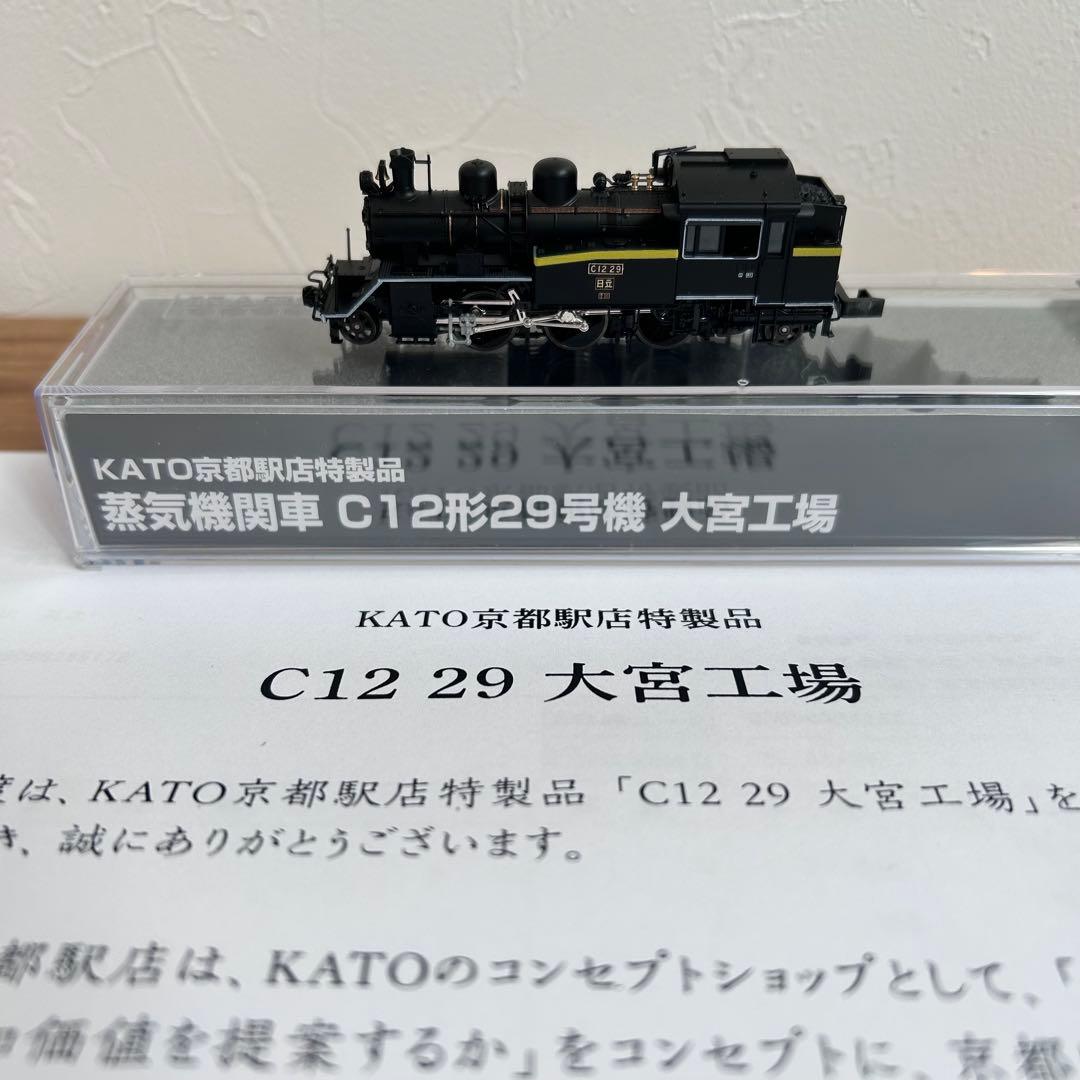 C12 29
日立
KATO京都駅店特製品
蒸気機関車 C12形29号機 大宮工場
KATO京都駅店特製品
C12 29 大宮工場
度は、KATO京都駅店特製品「C12 29 大宮工場」を
き、誠にありがとうございます。
都駅店は、KATOのコンセプトショップとして、「
価値を提案するか」をコンセプトに、京都